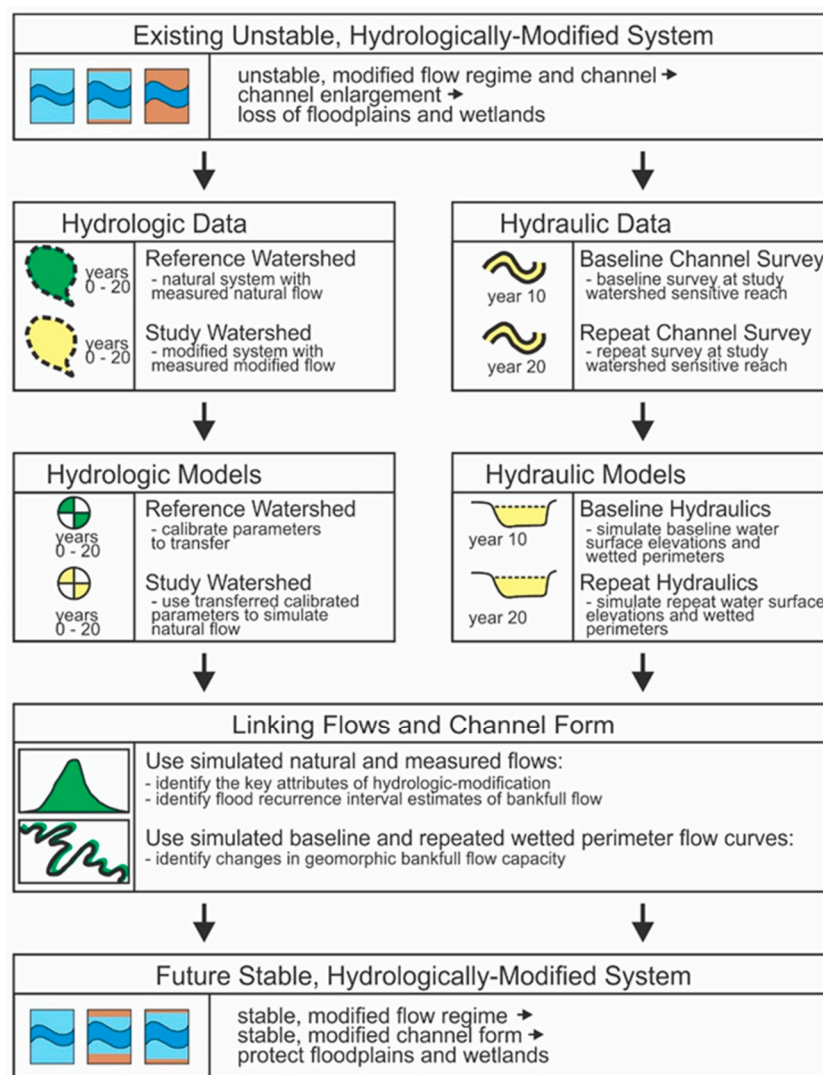 Existing Unstable, Hydrologically-Modified System
unstable, modified flow regime and channel →
channel enlargement →
loss of floodplains and wetlands
Hydrologic Data
years
0 - 20
Reference Watershed
- natural system with
measured natural flow
years
0 - 20
Study Watershed
- modified system with
measured modified flow
Hydraulic Data
year 10
Baseline Channel Survey
- baseline survey at study
watershed sensitive reach
year 20
Repeat Channel Survey
- repeat survey at study
watershed sensitive reach
Hydrologic Models
years
0 - 20
Reference Watershed
- calibrate parameters
to transfer
years
0 - 20
Study Watershed
- use transferred calibrated
parameters to simulate
natural flow
Hydraulic Models
year 10
Baseline Hydraulics
- simulate baseline water
surface elevations and
wetted perimeters
year 20
Repeat Hydraulics
- simulate repeat water surface
elevations and wetted
perimeters
Linking Flows and Channel Form
Use simulated natural and measured flows:
- identify the key attributes of hydrologic-modification
- identify flood recurrence interval estimates of bankfull flow
Use simulated baseline and repeated wetted perimeter flow curves:
- identify changes in geomorphic bankfull flow capacity
Future Stable, Hydrologically-Modified System
stable, modified flow regime →
stable, modified channel form →
protect floodplains and wetlands